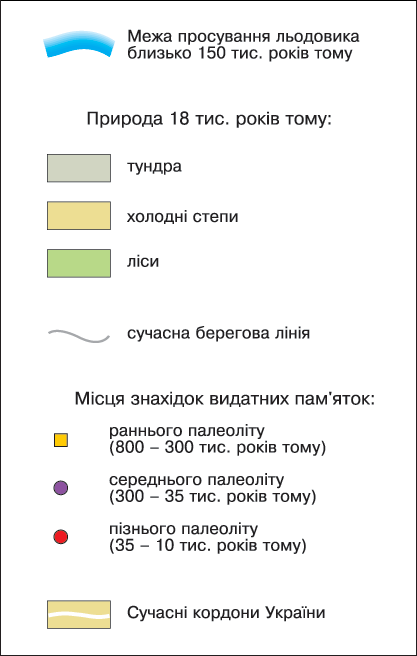 Межа просування льодовика
близько 150 тис. років тому
Природа 18 тис. років тому:
тундра
холодні степи
ліси
сучасна берегова лінія
Місця знахідок видатних пам'яток:
раннього палеоліту
(800 – 300 тис. років тому)
середнього палеоліту
(300 – 35 тис. років тому)
пізнього палеоліту
(35 – 10 тис. років тому)
Сучасні кордони України